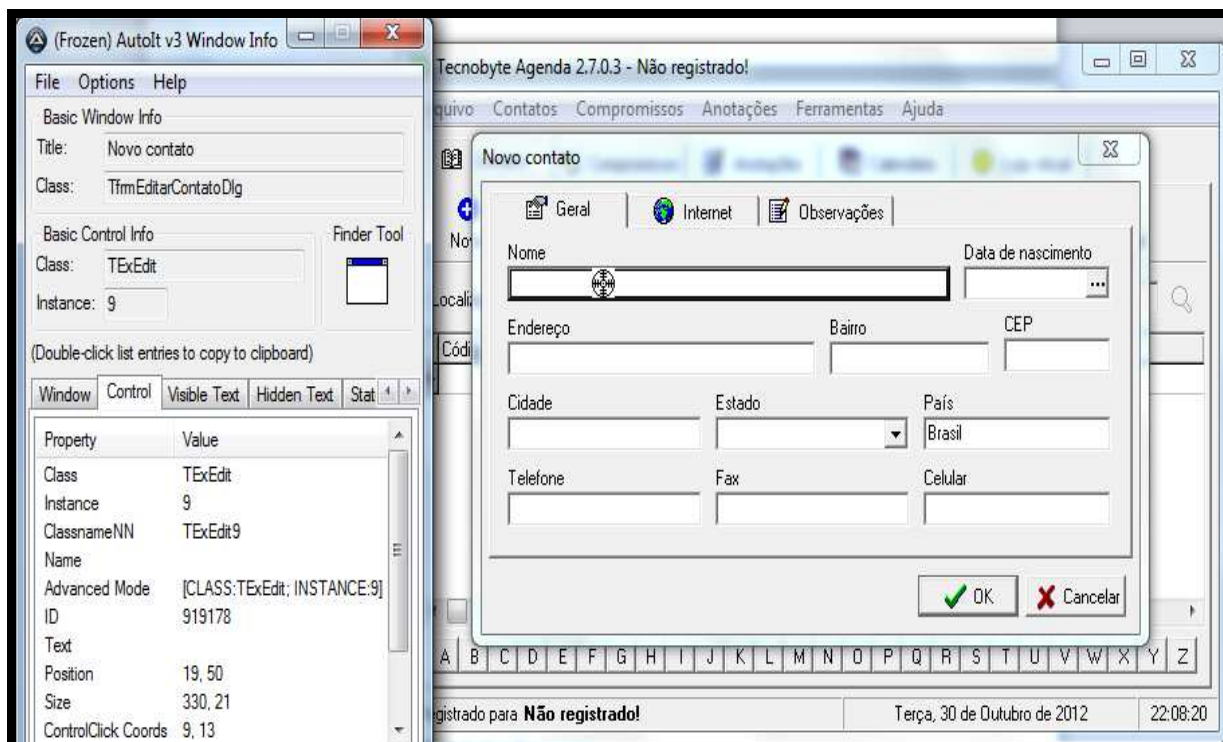 (Frozen) AutoIt v3 Window Info
File Options Help
Basic Window Info
Title: Novo contato
Class: TfrmEditarContatoDlg
Basic Control Info
Finder Tool
Class: TExEdit
Instance: 9
(Double-click list entries to copy to clipboard)
Window Control Visible Text Hidden Text Stat
Property Value
Class TExEdit
Instance 9
ClassnameNN TExEdit9
Name
Advanced Mode [CLASS:TExEdit; INSTANCE:9]
ID 919178
Text
Position 19, 50
Size 330, 21
ControlClick Coords 9, 13
Tecnobyte Agenda 2.7.0.3 - Não registrado!
quivo Contatos Compromissos Anotações Ferramentas Ajuda
No
Locali
Códi
Novo contato
Geral Internet Observações
Nome Data de nascimento
...
Endereço Bairro CEP
Cidade Estado País
Brasil
Telefone Fax Celular
OK Cancelar
A B C D E F G H I J K L M N O P Q R S T U V W X Y Z
gistrado para Não registrado! Terça, 30 de Outubro de 2012 22:08:20